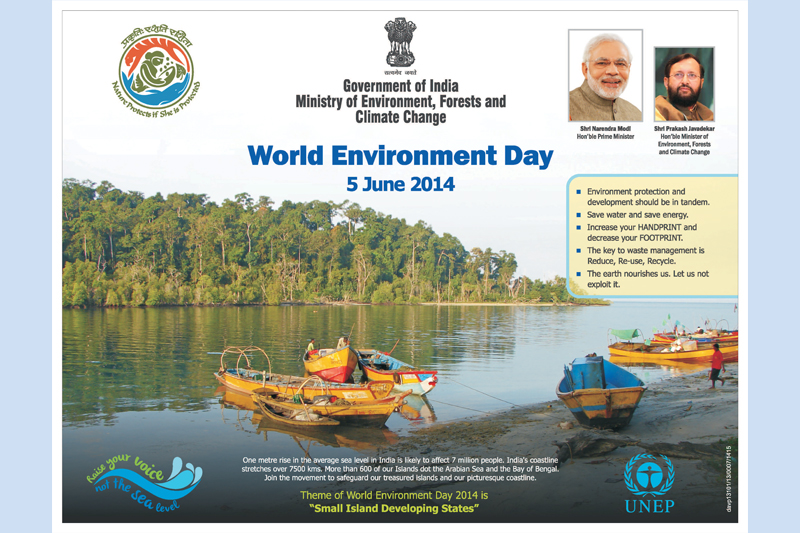 प्रकृतिः रक्षति रक्षिता
Nature Protects if She is Protected
सत्यमेव जयते
Government of India
Ministry of Environment, Forests and
Climate Change
Shri Narendra Modi
Hon'ble Prime Minister
Shri Prakash Javadekar
Hon'ble Minister of
Environment, Forests
and Climate Change
World Environment Day
5 June 2014
Environment protection and
development should be in tandem.
Save water and save energy.
Increase your HANDPRINT and
decrease your FOOTPRINT.
The key to waste management is
Reduce, Re-use, Recycle.
The earth nourishes us. Let us not
exploit it.
Raise your voice
not the sea level
One metre rise in the average sea level in India is likely to affect 7 million people. India's coastline
stretches over 7500 kms. More than 600 of our Islands dot the Arabian Sea and the Bay of Bengal.
Join the movement to safeguard our treasured islands and our picturesque coastline.
Theme of World Environment Day 2014 is
"Small Island Developing States"
UNEP
davp13101/13/0007/1415